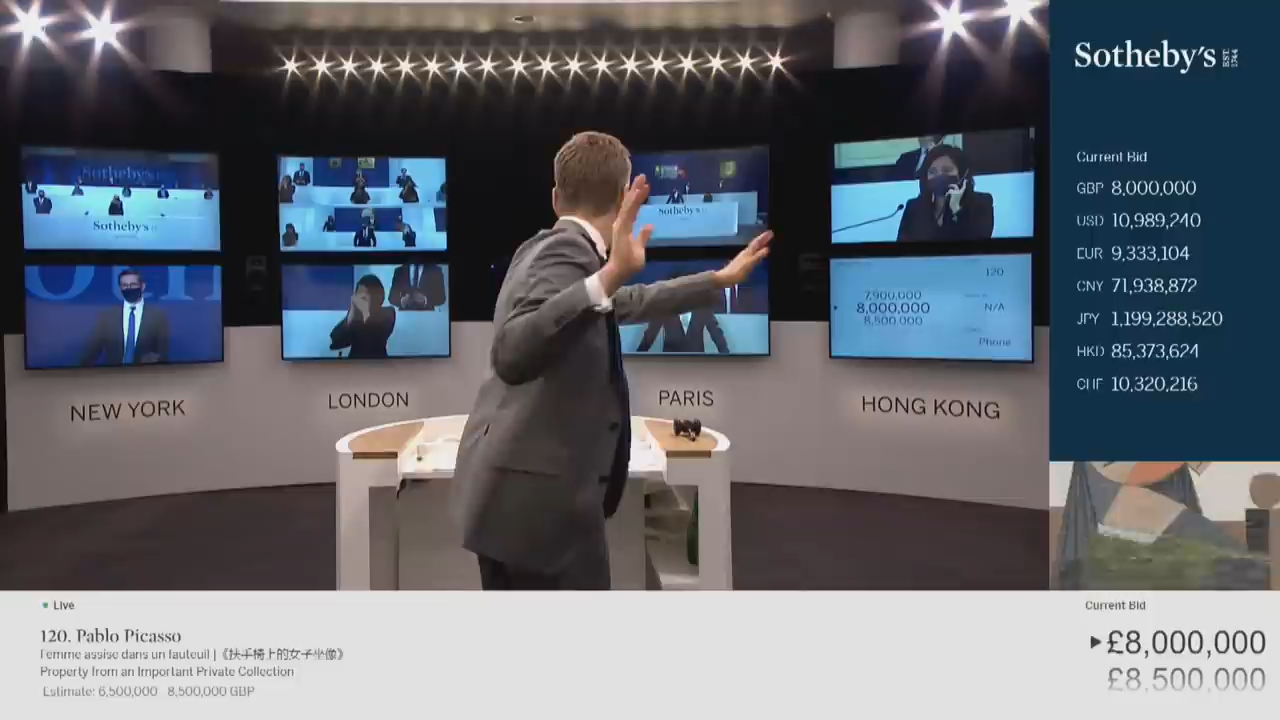 Sotheby's EST. 1744
Current Bid
GBP 8,000,000
USD 10,989,240
EUR 9,333,104
CNY 71,938,872
JPY 1,199,288,520
HKD 85,373,624
CHF 10,320,216
Sotheby's
Sotheby's
Sotheby's
120
7,900,000
8,000,000
8,500,000
N/A
Phone
NEW YORK
LONDON
PARIS
HONG KONG
Live
120. Pablo Picasso
Femme assise dans un fauteuil |《扶手椅上的女子坐像》
Property from an Important Private Collection
Estimate: 6,500,000 8,500,000 GBP
Current Bid
£8,000,000
£8,500,000